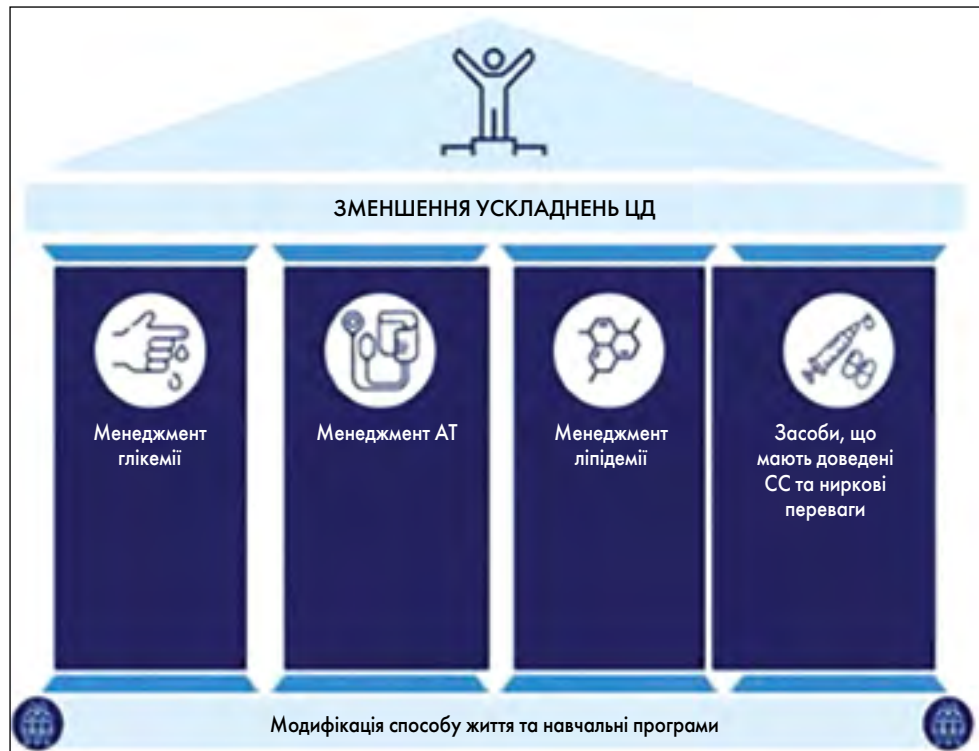 ЗМЕНШЕННЯ УСКЛАДНЕНЬ ЦД
Менеджмент
глікемії
Менеджмент АТ
Менеджмент
ліпідемії
Засоби, що
мають доведені
СС та ниркові
переваги
Модифікація способу життя та навчальні програми